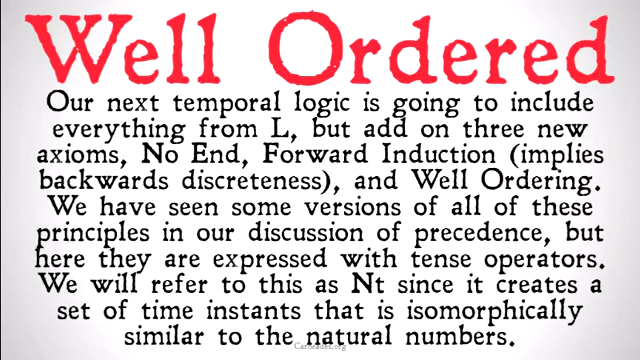 Well Ordered
Our next temporal logic is going to include
everything from L, but add on three new
axioms, No End, Forward Induction (implies
backwards discreteness), and Well Ordering.
We have seen some versions of all of these
principles in our discussion of precedence, but
here they are expressed with tense operators.
We will refer to this as Nt since it creates a
set of time instants that is isomorphically
similar to the natural numbers.
Carneades.org